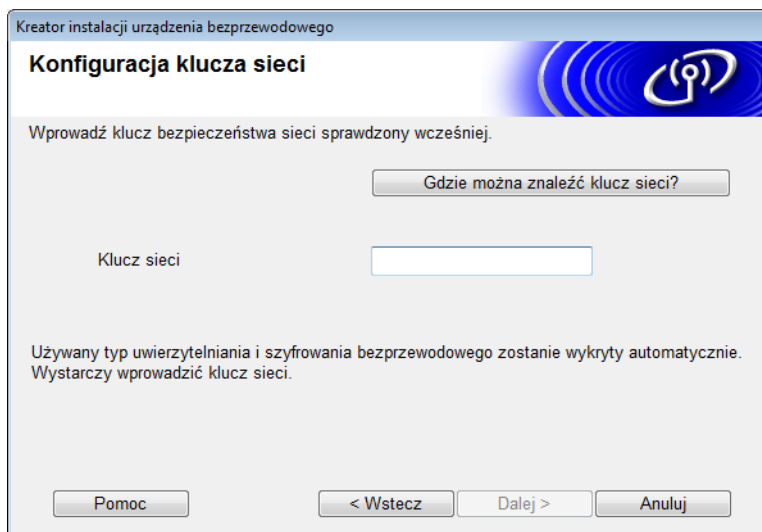 Kreator instalacji urządzenia bezprzewodowego
Konfiguracja klucza sieci
Wprowadź klucz bezpieczeństwa sieci sprawdzony wcześniej.
Gdzie można znaleźć klucz sieci?
Klucz sieci
Używany typ uwierzytelniania i szyfrowania bezprzewodowego zostanie wykryty automatycznie.
Wystarczy wprowadzić klucz sieci.
Pomoc
< Wstecz
Dalej >
Anuluj